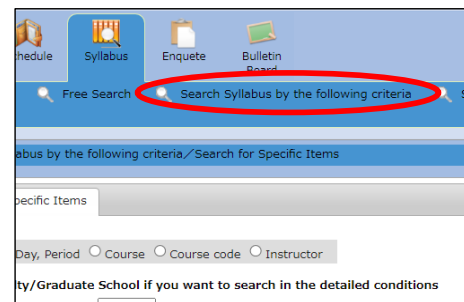 hedule Syllabus Enquete Bulletin Board
Free Search Search Syllabus by the following criteria S
abus by the following criteria／Search for Specific Items
pecific Items
Day, Period Course Course code Instructor
lty/Graduate School if you want to search in the detailed conditions